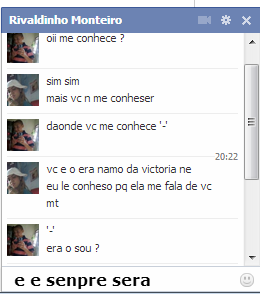 Rivaldinho Monteiro
oii me conhece ?
sim sim
mais vc n me conheser
daonde vc me conhece '-'
20:22
vc e o era namo da victoria ne
eu le conheso pq ela me fala de vc
mt
'-'
era o sou ?
e e senpre sera